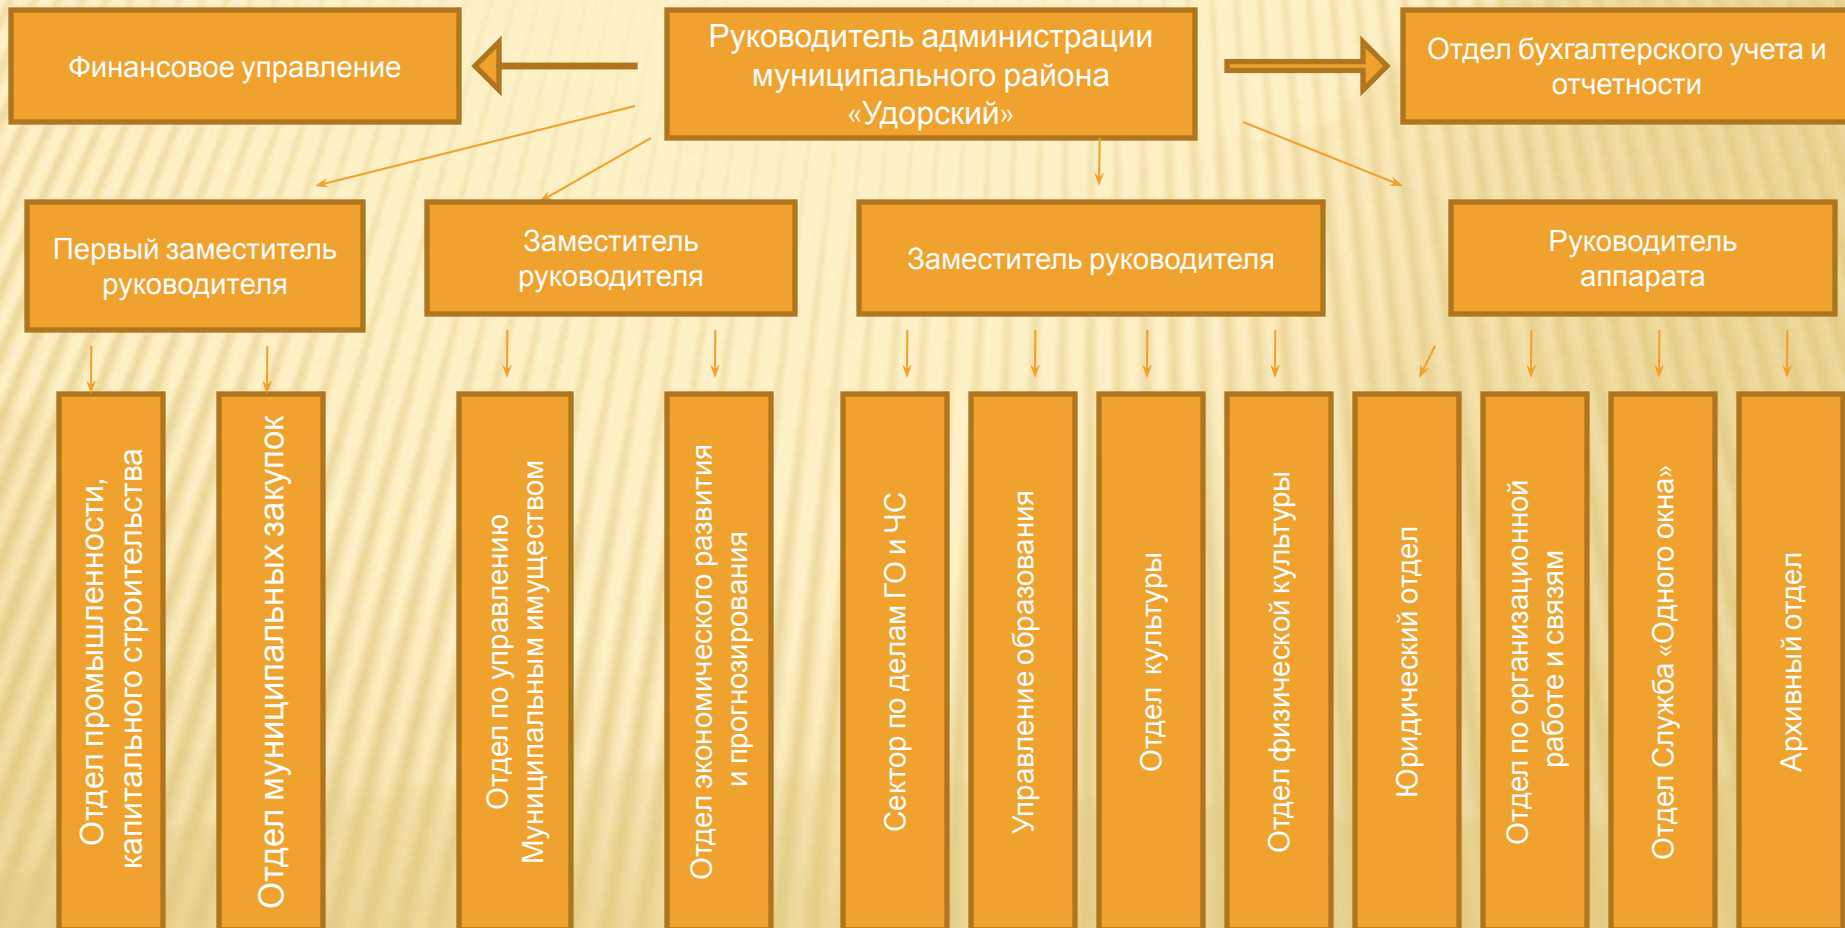 Финансовое управление
Руководитель администрации
муниципального района
«Удорский»
Отдел бухгалтерского учета и
отчетности
Первый заместитель
руководителя
Заместитель
руководителя
Заместитель руководителя
Руководитель
аппарата
Отдел промышленности,
капитального строительства
Отдел муниципальных закупок
Отдел по управлению
Муниципальным имуществом
Отдел экономического развития
и прогнозирования
Сектор по делам ГО и ЧС
Управление образования
Отдел культуры
Отдел физической культуры
Юридический отдел
Отдел по организационной
работе и связям
Отдел Служба «Одного окна»
Архивный отдел